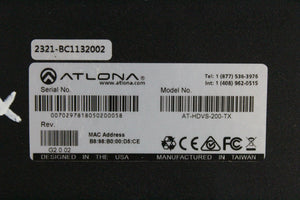 2321-BC1132002
ATLONA®
www.atlona.com
Tel: 1 (877) 536-3976
Int: 1 (408) 962-0515
Serial No.
Model No.
007029781805020058
AT-HDVS-200-TX
Rev:
G2.0.02
MAC Address
B8:98:B0:00:D5:CE
DESIGNED IN THE USA
MANUFACTURED IN TAIWAN